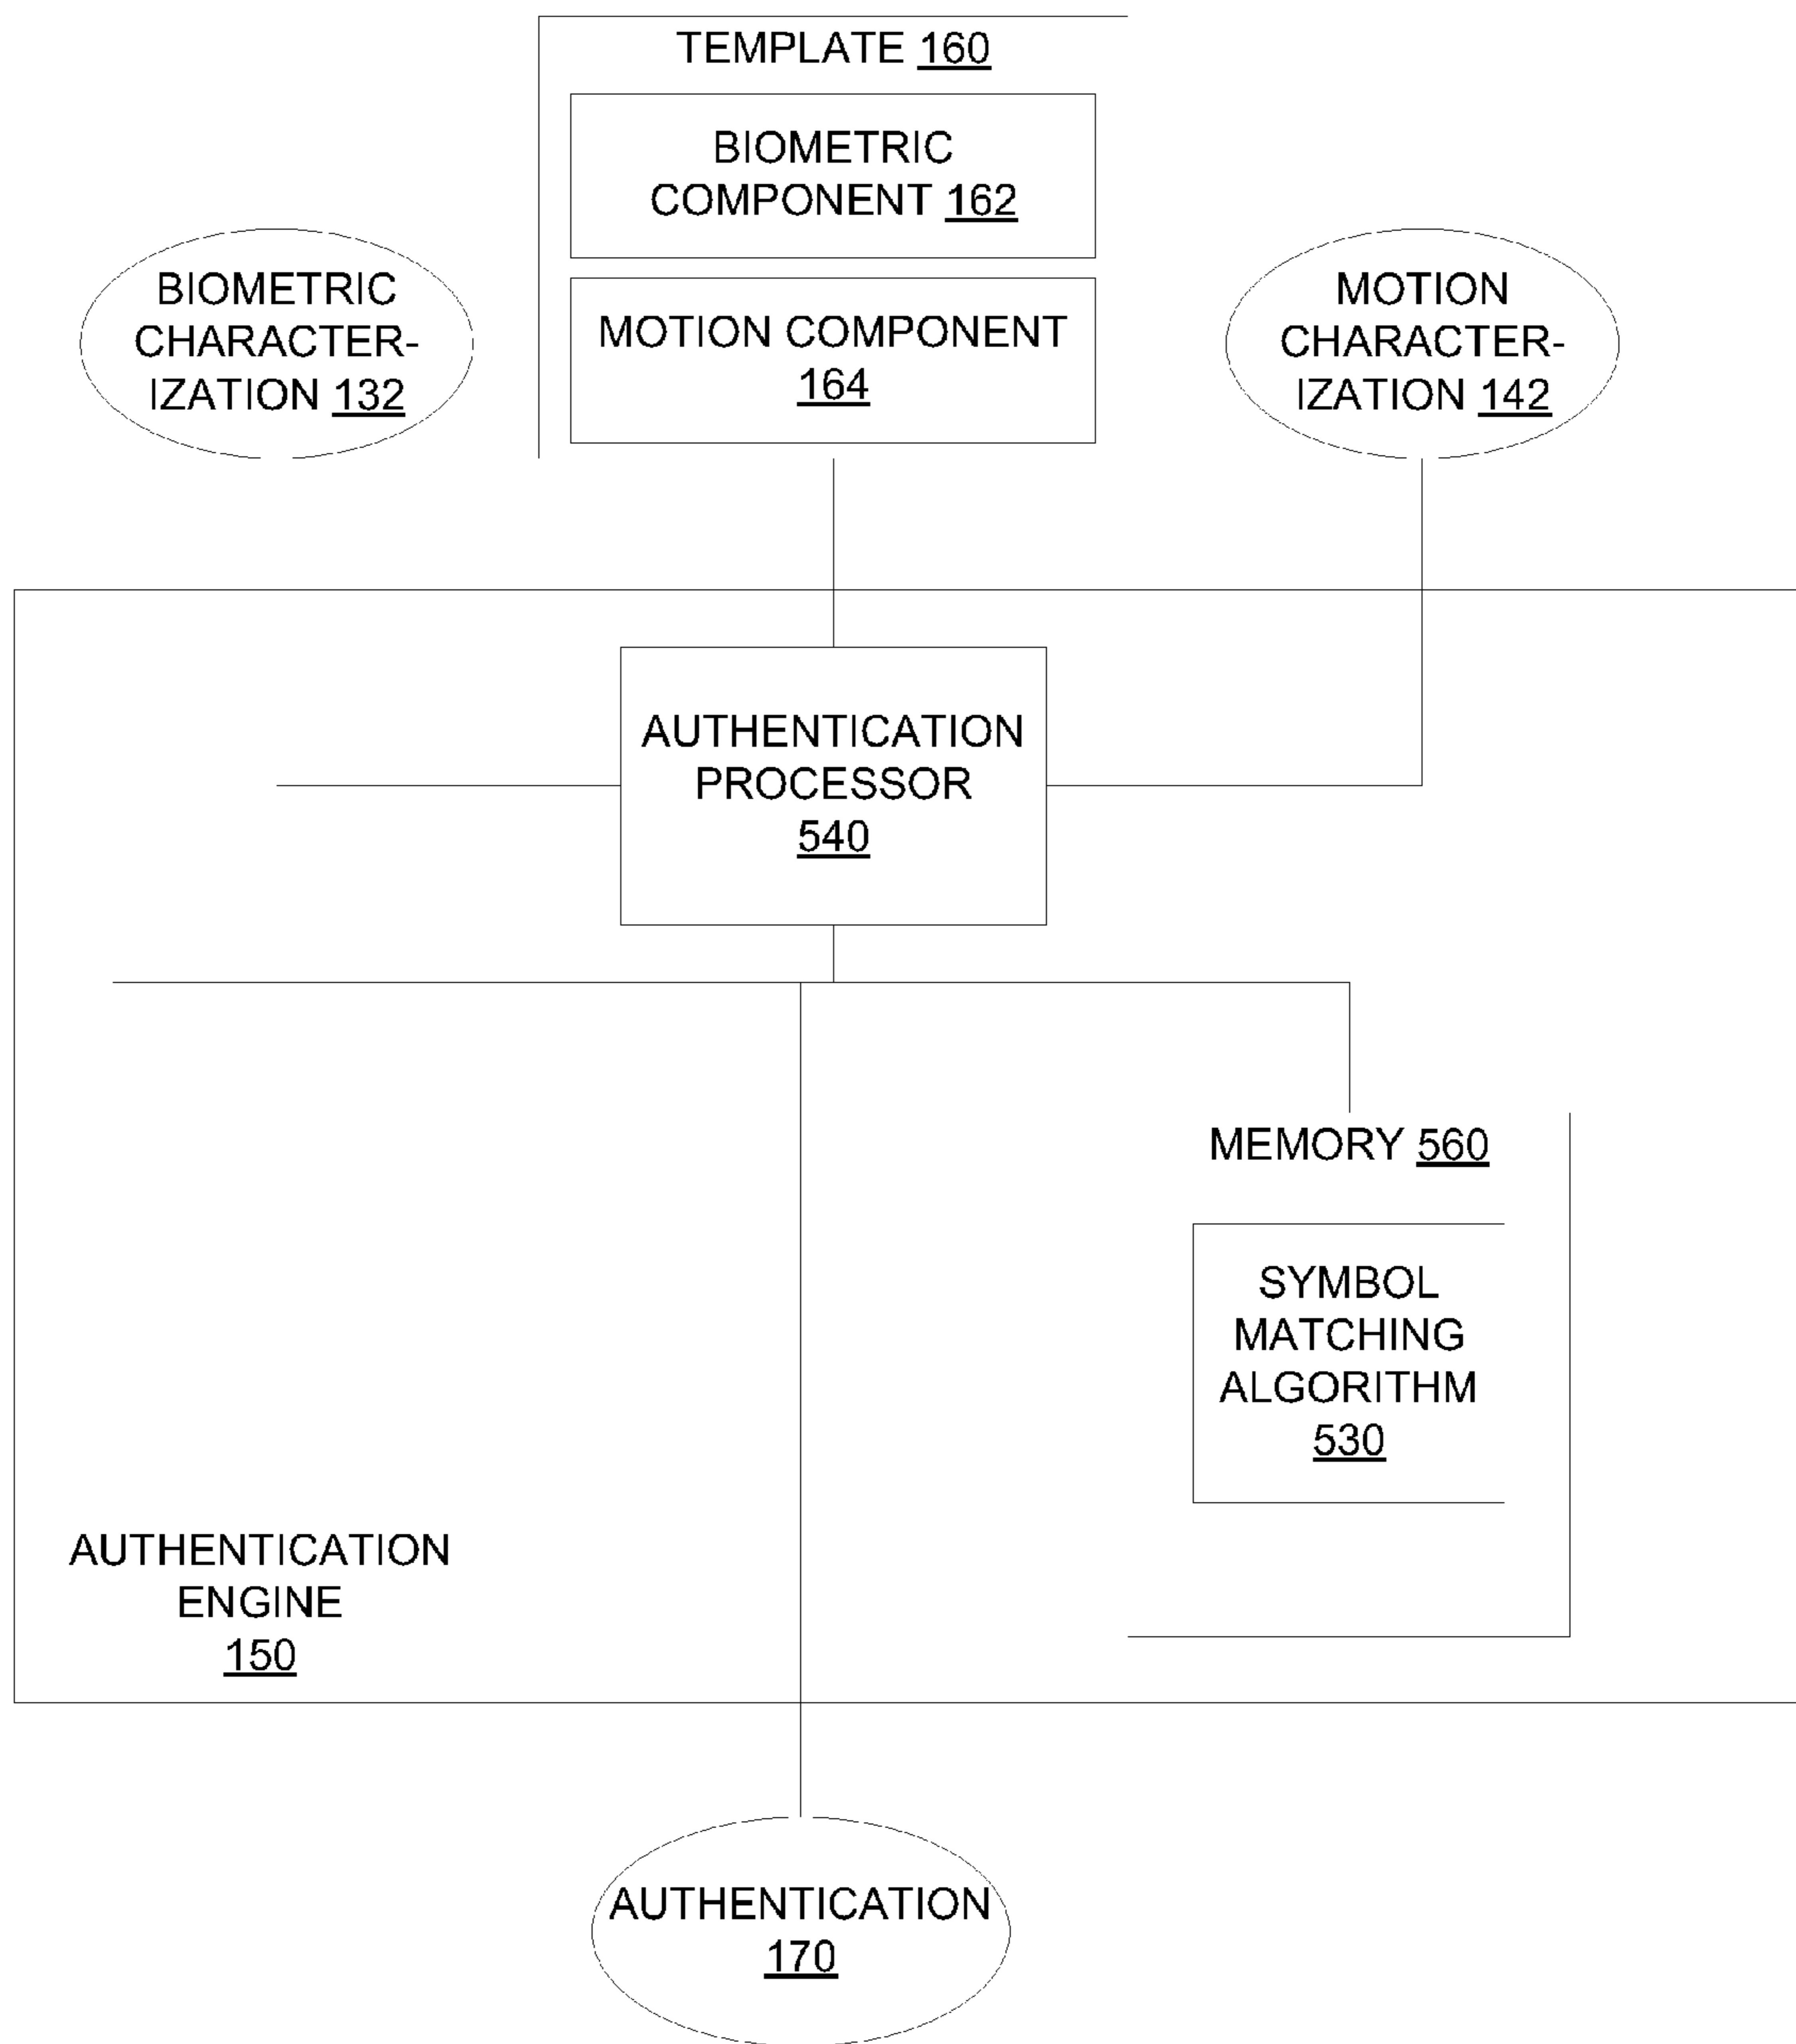 TEMPLATE 160
BIOMETRIC
COMPONENT 162
MOTION COMPONENT
164
BIOMETRIC
CHARACTER-
IZATION 132
MOTION
CHARACTER-
IZATION 142
AUTHENTICATION
PROCESSOR
540
MEMORY 560
SYMBOL
MATCHING
ALGORITHM
530
AUTHENTICATION
ENGINE
150
AUTHENTICATION
170